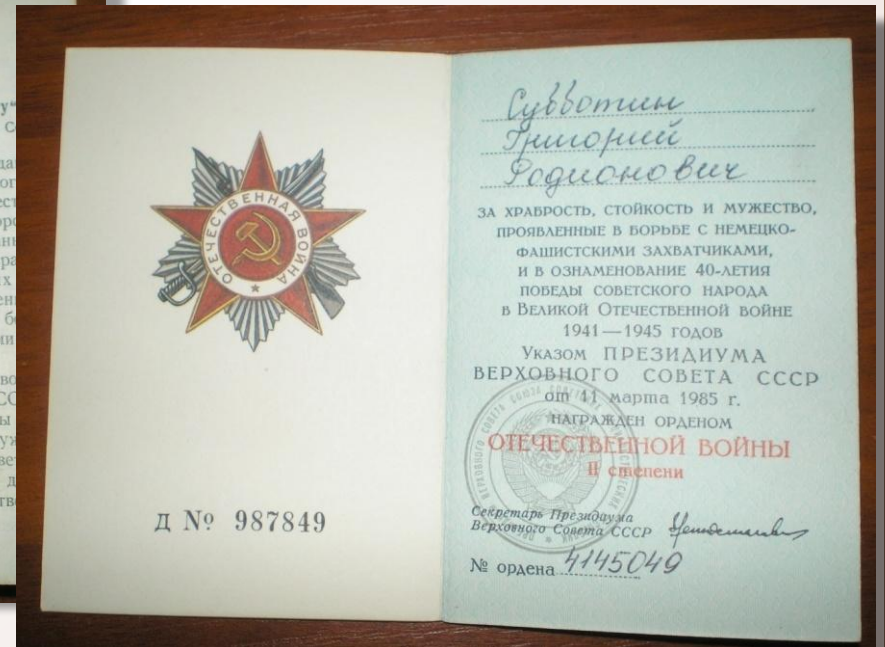 ОТЕЧЕСТВЕННАЯ ВОЙНА
Д № 987849
Субботин
Григорий
Родионович
ЗА ХРАБРОСТЬ, СТОЙКОСТЬ И МУЖЕСТВО,
ПРОЯВЛЕННЫЕ В БОРЬБЕ С НЕМЕЦКО-
ФАШИСТСКИМИ ЗАХВАТЧИКАМИ,
И В ОЗНАМЕНОВАНИЕ 40-ЛЕТИЯ
ПОБЕДЫ СОВЕТСКОГО НАРОДА
В ВЕЛИКОЙ ОТЕЧЕСТВЕННОЙ ВОЙНЕ
1941—1945 ГОДОВ
УКАЗОМ ПРЕЗИДИУМА
ВЕРХОВНОГО СОВЕТА СССР
от 11 марта 1985 г.
НАГРАЖДЕН ОРДЕНОМ
ОТЕЧЕСТВЕННОЙ ВОЙНЫ
II степени
Секретарь Президиума
Верховного Совета СССР
№ ордена 4145049